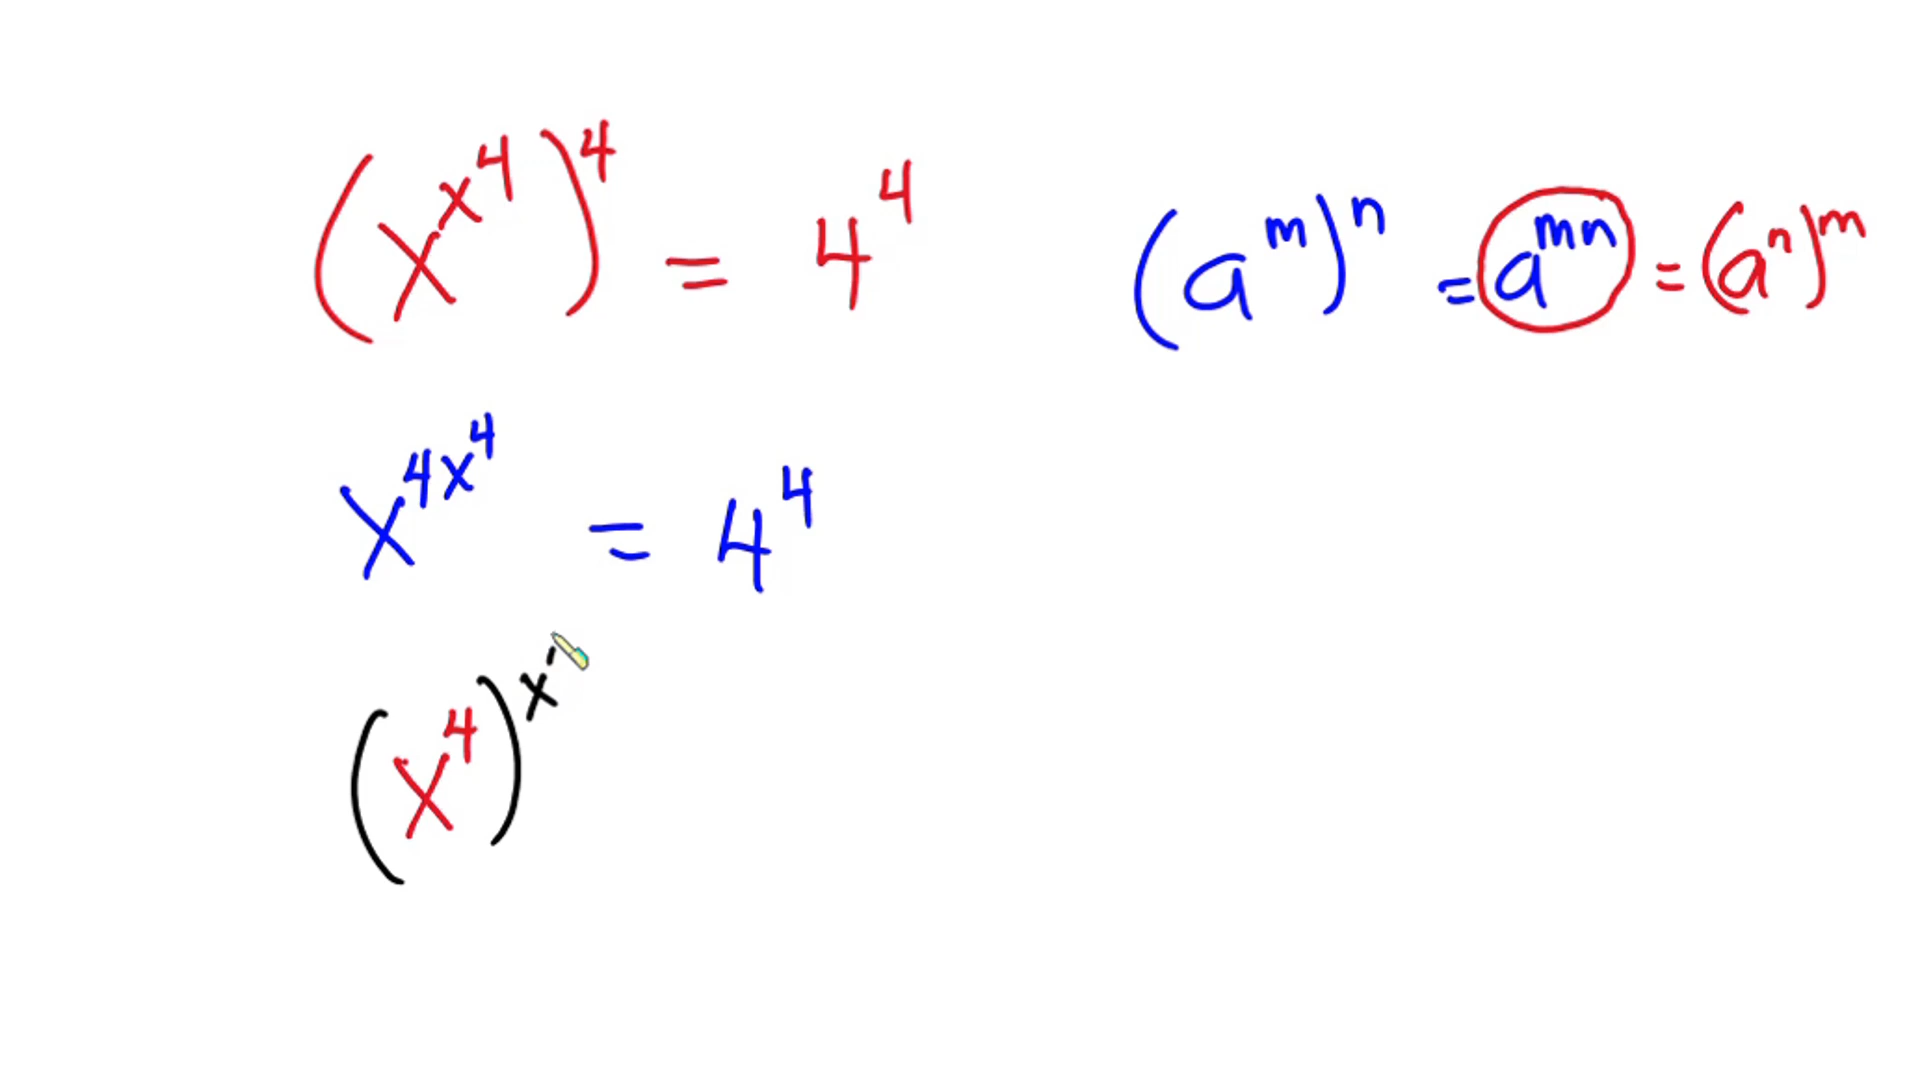 (x^{x^4})^4 = 4^4
(a^m)^n = a^{mn} = (a^n)^m
x^{4x^4} = 4^4
(x^4)^x